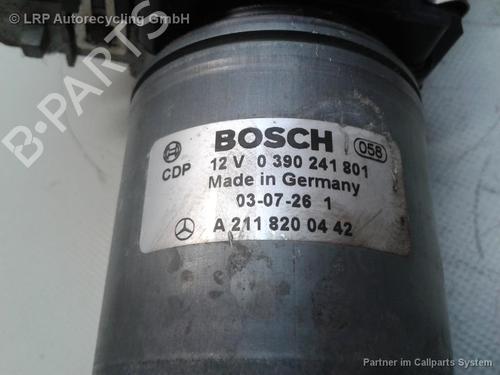 © LRP Autorecycling GmbH
B-PARTS
BOSCH 058
CDP 12 V 0 390 241 801
Made in Germany
03-07-26 1
A 211 820 04 42
Partner im Callparts System